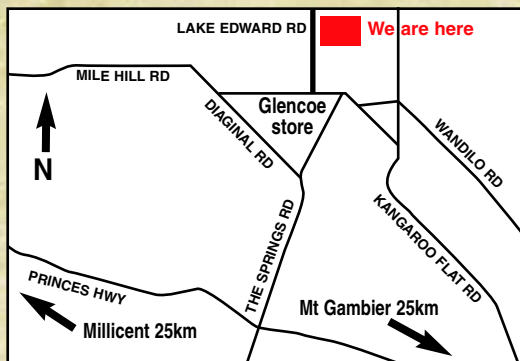 LAKE EDWARD RD
We are here
MILE HILL RD
Glencoe
store
DIAGINAL RD
WANDILO RD
N
THE SPRINGS RD
KANGAROO FLAT RD
PRINCES HWY
Mt Gambier 25km
Millicent 25km